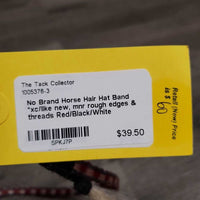 The Tack Collector
1005376-3
No Brand Horse Hair Hat Band
"xc/like new, mnr rough edges &
threads Red/Black/White
$39.50
SPKJ7P
Retail (New) Price
is $
60